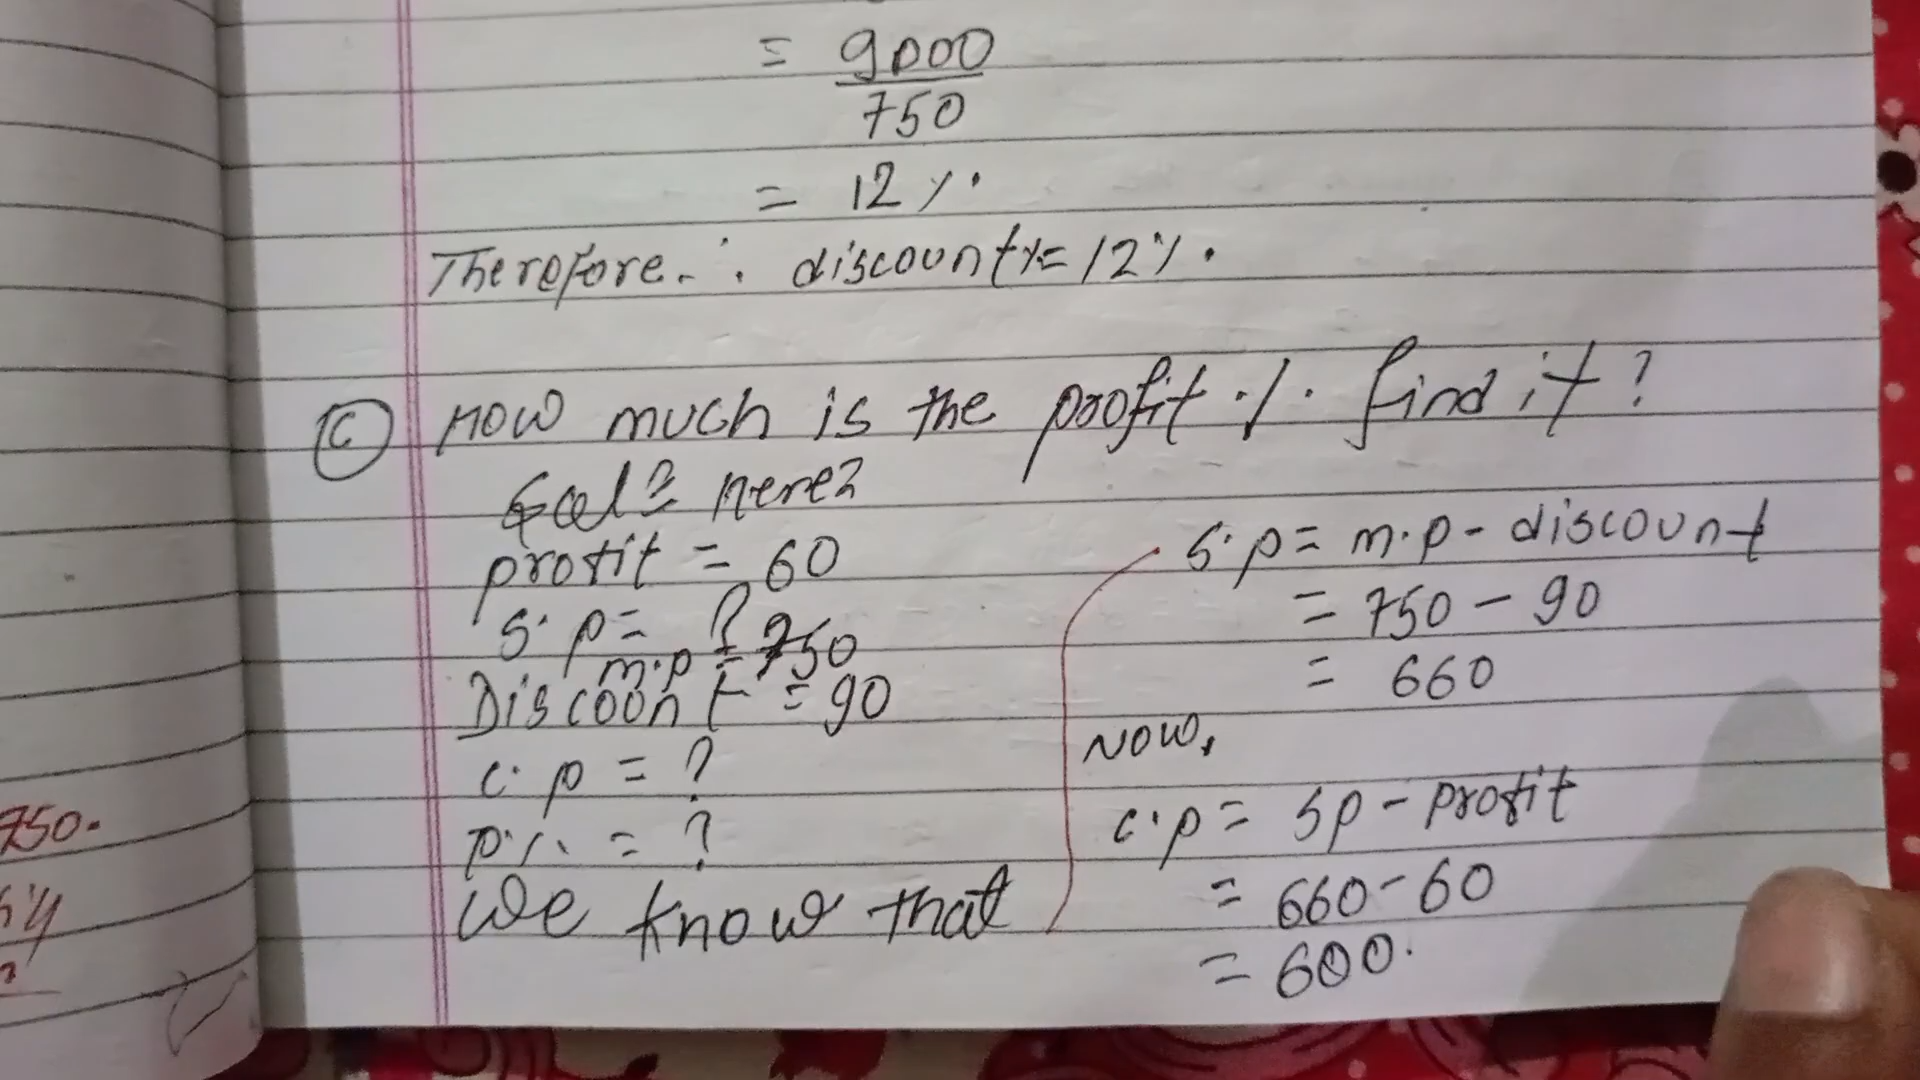 = 9000
750
= 12 %.
Therefore ∴ discount % = 12 %.
(c) How much is the profit % find it?
Here
profit = 60
S.p = ?
m.p = 750
Discount = 90
c.p = ?
p% = ?
We know that
S.p = m.p - discount
= 750 - 90
= 660
Now,
c.p = Sp - profit
= 660 - 60
= 600.
750.